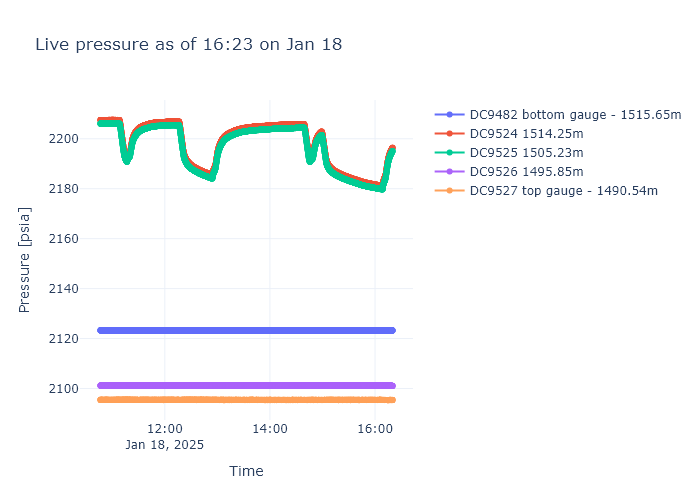 Live pressure as of 16:23 on Jan 18
DC9482 bottom gauge - 1515.65m
DC9524 1514.25m
DC9525 1505.23m
DC9526 1495.85m
DC9527 top gauge - 1490.54m
Pressure [psia]
2200
2180
2160
2140
2120
2100
12:00 14:00 16:00
Jan 18, 2025
Time